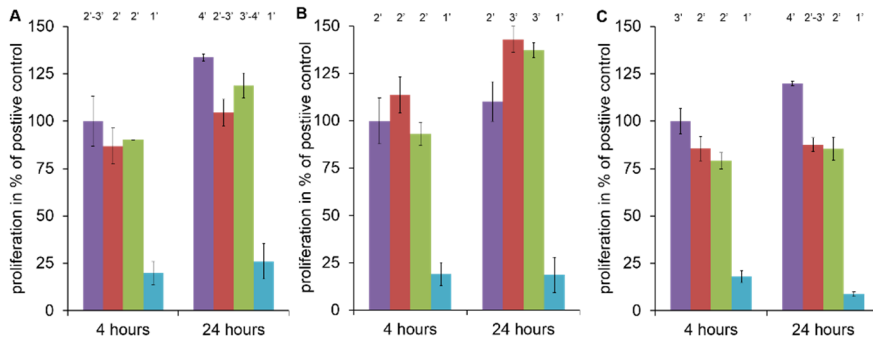 A
2'-3' 2' 2' 1' 4' 2'-3' 3'-4' 1'
proliferation in % of postiive control
150
125
100
75
50
25
0
4 hours 24 hours
B
2' 2' 2' 1' 2' 3' 3' 1'
proliferation in % of positive control
150
125
100
75
50
25
0
4 hours 24 hours
C
3' 2' 2' 1' 4' 2'-3' 2' 1'
proliferation in % of positive control
150
125
100
75
50
25
0
4 hours 24 hours